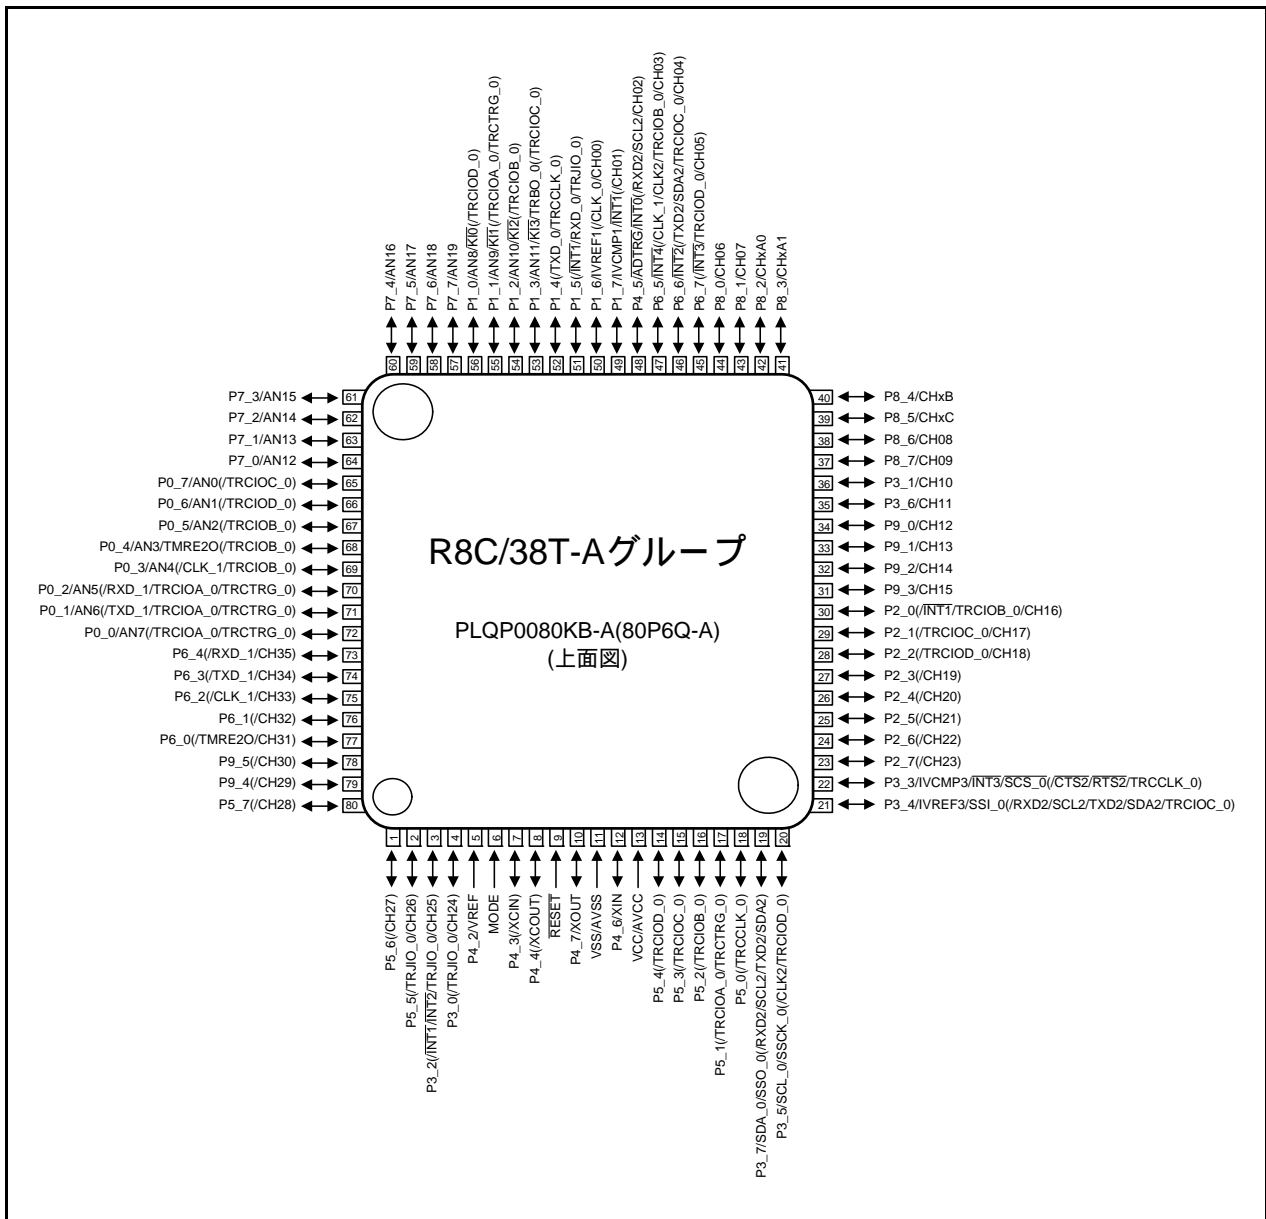 P7_4/AN16
P7_5/AN17
P7_6/AN18
P7_7/AN19
P1_0/AN8/KI0(/TRCIOD_0)
P1_1/AN9/KI1(/TRCIOA_0/TRCTRG_0)
P1_2/AN10/KI2(/TRCIOB_0)
P1_3/AN11/KI3/TRBO_0(/TRCIOC_0)
P1_4(/TXD_0/TRCCLK_0)
P1_5(/INT1/RXD_0/TRJIO_0)
P1_6/IVREF1(/CLK_0/CH00)
P1_7/IVCMP1/INT1(/CH01)
P4_5/ADTRG/INT0(/RXD2/SCL2/CH02)
P6_5/INT4(/CLK_1/CLK2/TRCIOB_0/CH03)
P6_6/INT2(/TXD2/SDA2/TRCIOC_0/CH04)
P6_7(/INT3/TRCIOD_0/CH05)
P8_0/CH06
P8_1/CH07
P8_2/CHxA0
P8_3/CHxA1
60 59 58 57 56 55 54 53 52 51 50 49 48 47 46 45 44 43 42 41
P7_3/AN15 61
P7_2/AN14 62
P7_1/AN13 63
P7_0/AN12 64
P0_7/AN0(/TRCIOC_0) 65
P0_6/AN1(/TRCIOD_0) 66
P0_5/AN2(/TRCIOB_0) 67
P0_4/AN3/TMRE2O(/TRCIOB_0) 68
P0_3/AN4(/CLK_1/TRCIOB_0) 69
P0_2/AN5(/RXD_1/TRCIOA_0/TRCTRG_0) 70
P0_1/AN6(/TXD_1/TRCIOA_0/TRCTRG_0) 71
P0_0/AN7(/TRCIOA_0/TRCTRG_0) 72
P6_4(/RXD_1/CH35) 73
P6_3(/TXD_1/CH34) 74
P6_2(/CLK_1/CH33) 75
P6_1(/CH32) 76
P6_0(/TMRE2O/CH31) 77
P9_5(/CH30) 78
P9_4(/CH29) 79
P5_7(/CH28) 80
R8C/38T-Aグループ
PLQP0080KB-A(80P6Q-A)
(上面図)
40 P8_4/CHxB
39 P8_5/CHxC
38 P8_6/CH08
37 P8_7/CH09
36 P3_1/CH10
35 P3_6/CH11
34 P9_0/CH12
33 P9_1/CH13
32 P9_2/CH14
31 P9_3/CH15
30 P2_0(/INT1/TRCIOB_0/CH16)
29 P2_1(/TRCIOC_0/CH17)
28 P2_2(/TRCIOD_0/CH18)
27 P2_3(/CH19)
26 P2_4(/CH20)
25 P2_5(/CH21)
24 P2_6(/CH22)
23 P2_7(/CH23)
22 P3_3/IVCMP3/INT3/SCS_0(/CTS2/RTS2/TRCCLK_0)
21 P3_4/IVREF3/SSI_0(/RXD2/SCL2/TXD2/SDA2/TRCIOC_0)
1 2 3 4 5 6 7 8 9 10 11 12 13 14 15 16 17 18 19 20
P5_6(/CH27)
P5_5(/TRJIO_0/CH26)
P3_2(/INT1/INT2/TRJIO_0/CH25)
P3_0(/TRJIO_0/CH24)
P4_2/VREF
MODE
P4_3(/XCIN)
P4_4(/XCOUT)
RESET
P4_7/XOUT
VSS/AVSS
P4_6/XIN
VCC/AVCC
P5_4(/TRCIOD_0)
P5_3(/TRCIOC_0)
P5_2(/TRCIOB_0)
P5_1(/TRCIOA_0/TRCTRG_0)
P5_0(/TRCCLK_0)
P3_7/SDA_0/SSO_0(/RXD2/SCL2/TXD2/SDA2)
P3_5/SCL_0/SSCK_0(/CLK2/TRCIOD_0)